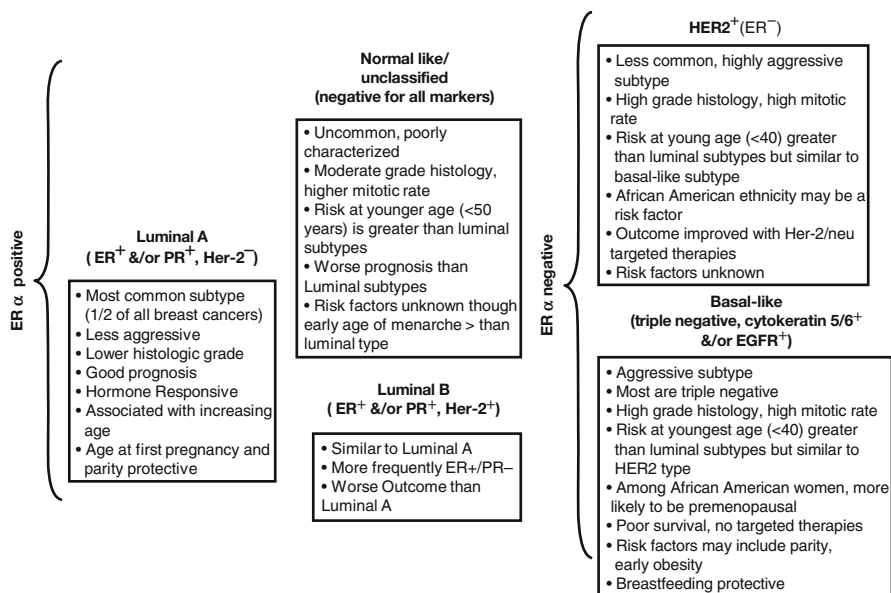 ER α positive
Luminal A
(ER⁺ &/or PR⁺, Her-2⁻)
• Most common subtype
(1/2 of all breast cancers)
• Less aggressive
• Lower histologic grade
• Good prognosis
• Hormone Responsive
• Associated with increasing
age
• Age at first pregnancy and
parity protective
Normal like/
unclassified
(negative for all markers)
• Uncommon, poorly
characterized
• Moderate grade histology,
higher mitotic rate
• Risk at younger age (<50
years) is greater than luminal
subtypes
• Worse prognosis than
Luminal subtypes
• Risk factors unknown though
early age of menarche > than
luminal type
Luminal B
(ER⁺ &/or PR⁺, Her-2⁺)
• Similar to Luminal A
• More frequently ER+/PR–
• Worse Outcome than
Luminal A
ER α negative
HER2⁺(ER⁻)
• Less common, highly aggressive
subtype
• High grade histology, high mitotic
rate
• Risk at young age (<40) greater
than luminal subtypes but similar to
basal-like subtype
• African American ethnicity may be a
risk factor
• Outcome improved with Her-2/neu
targeted therapies
• Risk factors unknown
Basal-like
(triple negative, cytokeratin 5/6⁺
&/or EGFR⁺)
• Aggressive subtype
• Most are triple negative
• High grade histology, high mitotic rate
• Risk at youngest age (<40) greater
than luminal subtypes but similar to
HER2 type
• Among African American women, more
likely to be premenopausal
• Poor survival, no targeted therapies
• Risk factors may include parity,
early obesity
• Breastfeeding protective